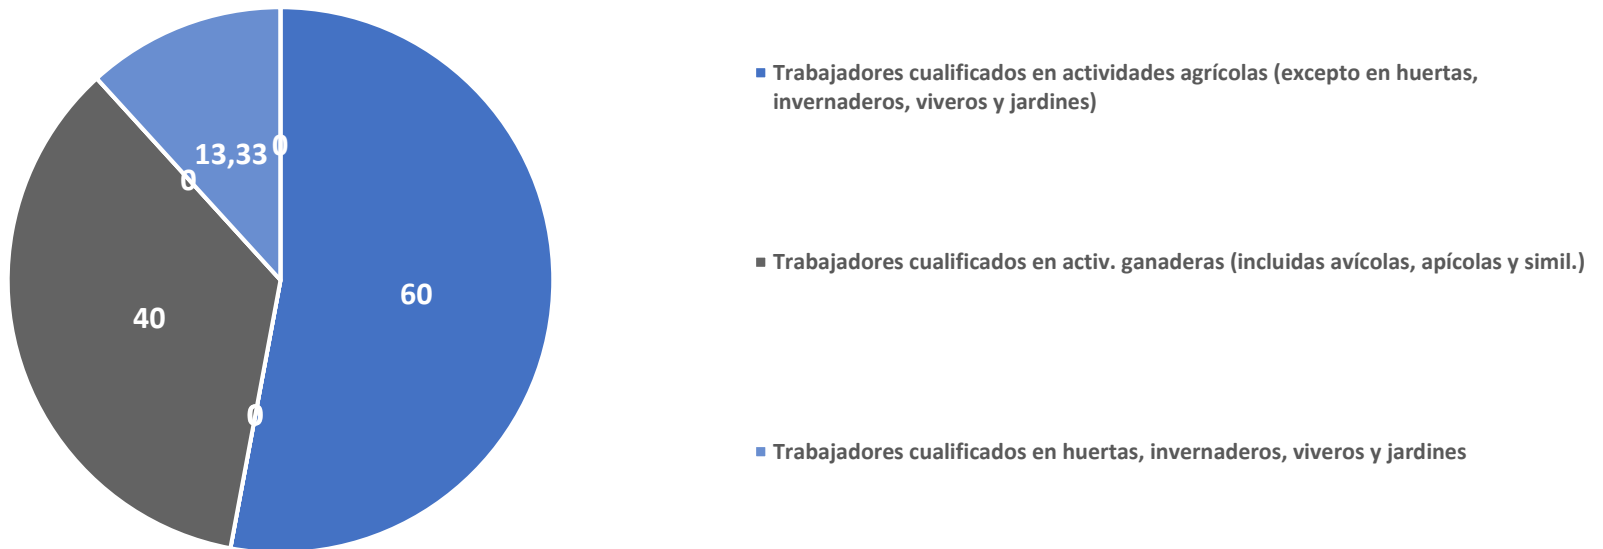 Trabajadores cualificados en actividades agrícolas (excepto en huertas,
invernaderos, viveros y jardines)
0
13,33
0
60
Trabajadores cualificados en activ. ganaderas (incluidas avícolas, apícolas y simil.)
40
0
Trabajadores cualificados en huertas, invernaderos, viveros y jardines